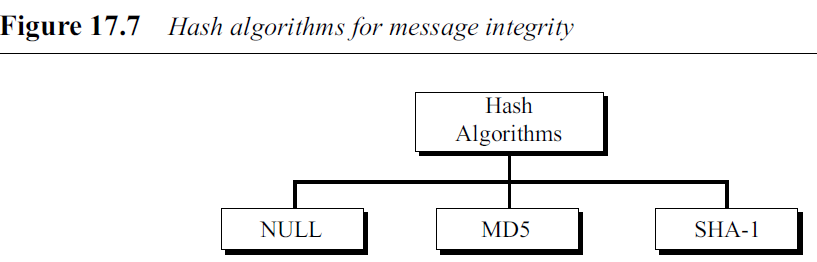 Figure 17.7 Hash algorithms for message integrity
Hash
Algorithms
NULL
MD5
SHA-1